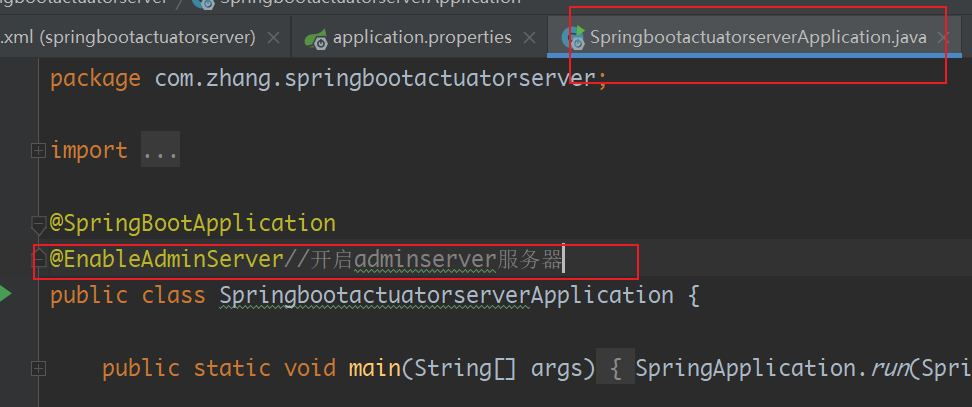 ngbootactuatorserver SpringbootactuatorserverApplication
.xml (springbootactuatorserver) application.properties SpringbootactuatorserverApplication.java
package com.zhang.springbootactuatorserver;
import ...
@SpringBootApplication
@EnableAdminServer//开启adminserver服务器
public class SpringbootactuatorserverApplication {
public static void main(String[] args) { SpringApplication.run(Spri